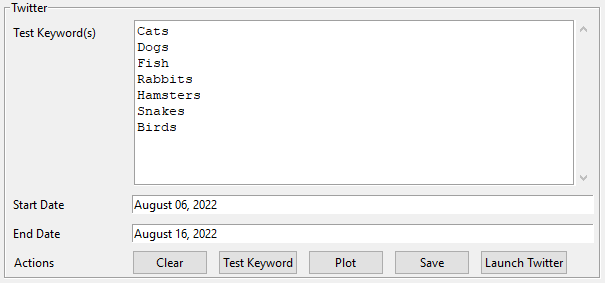 Twitter
Test Keyword(s)
Cats
Dogs
Fish
Rabbits
Hamsters
Snakes
Birds
Start Date August 06, 2022
End Date August 16, 2022
Actions Clear Test Keyword Plot Save Launch Twitter